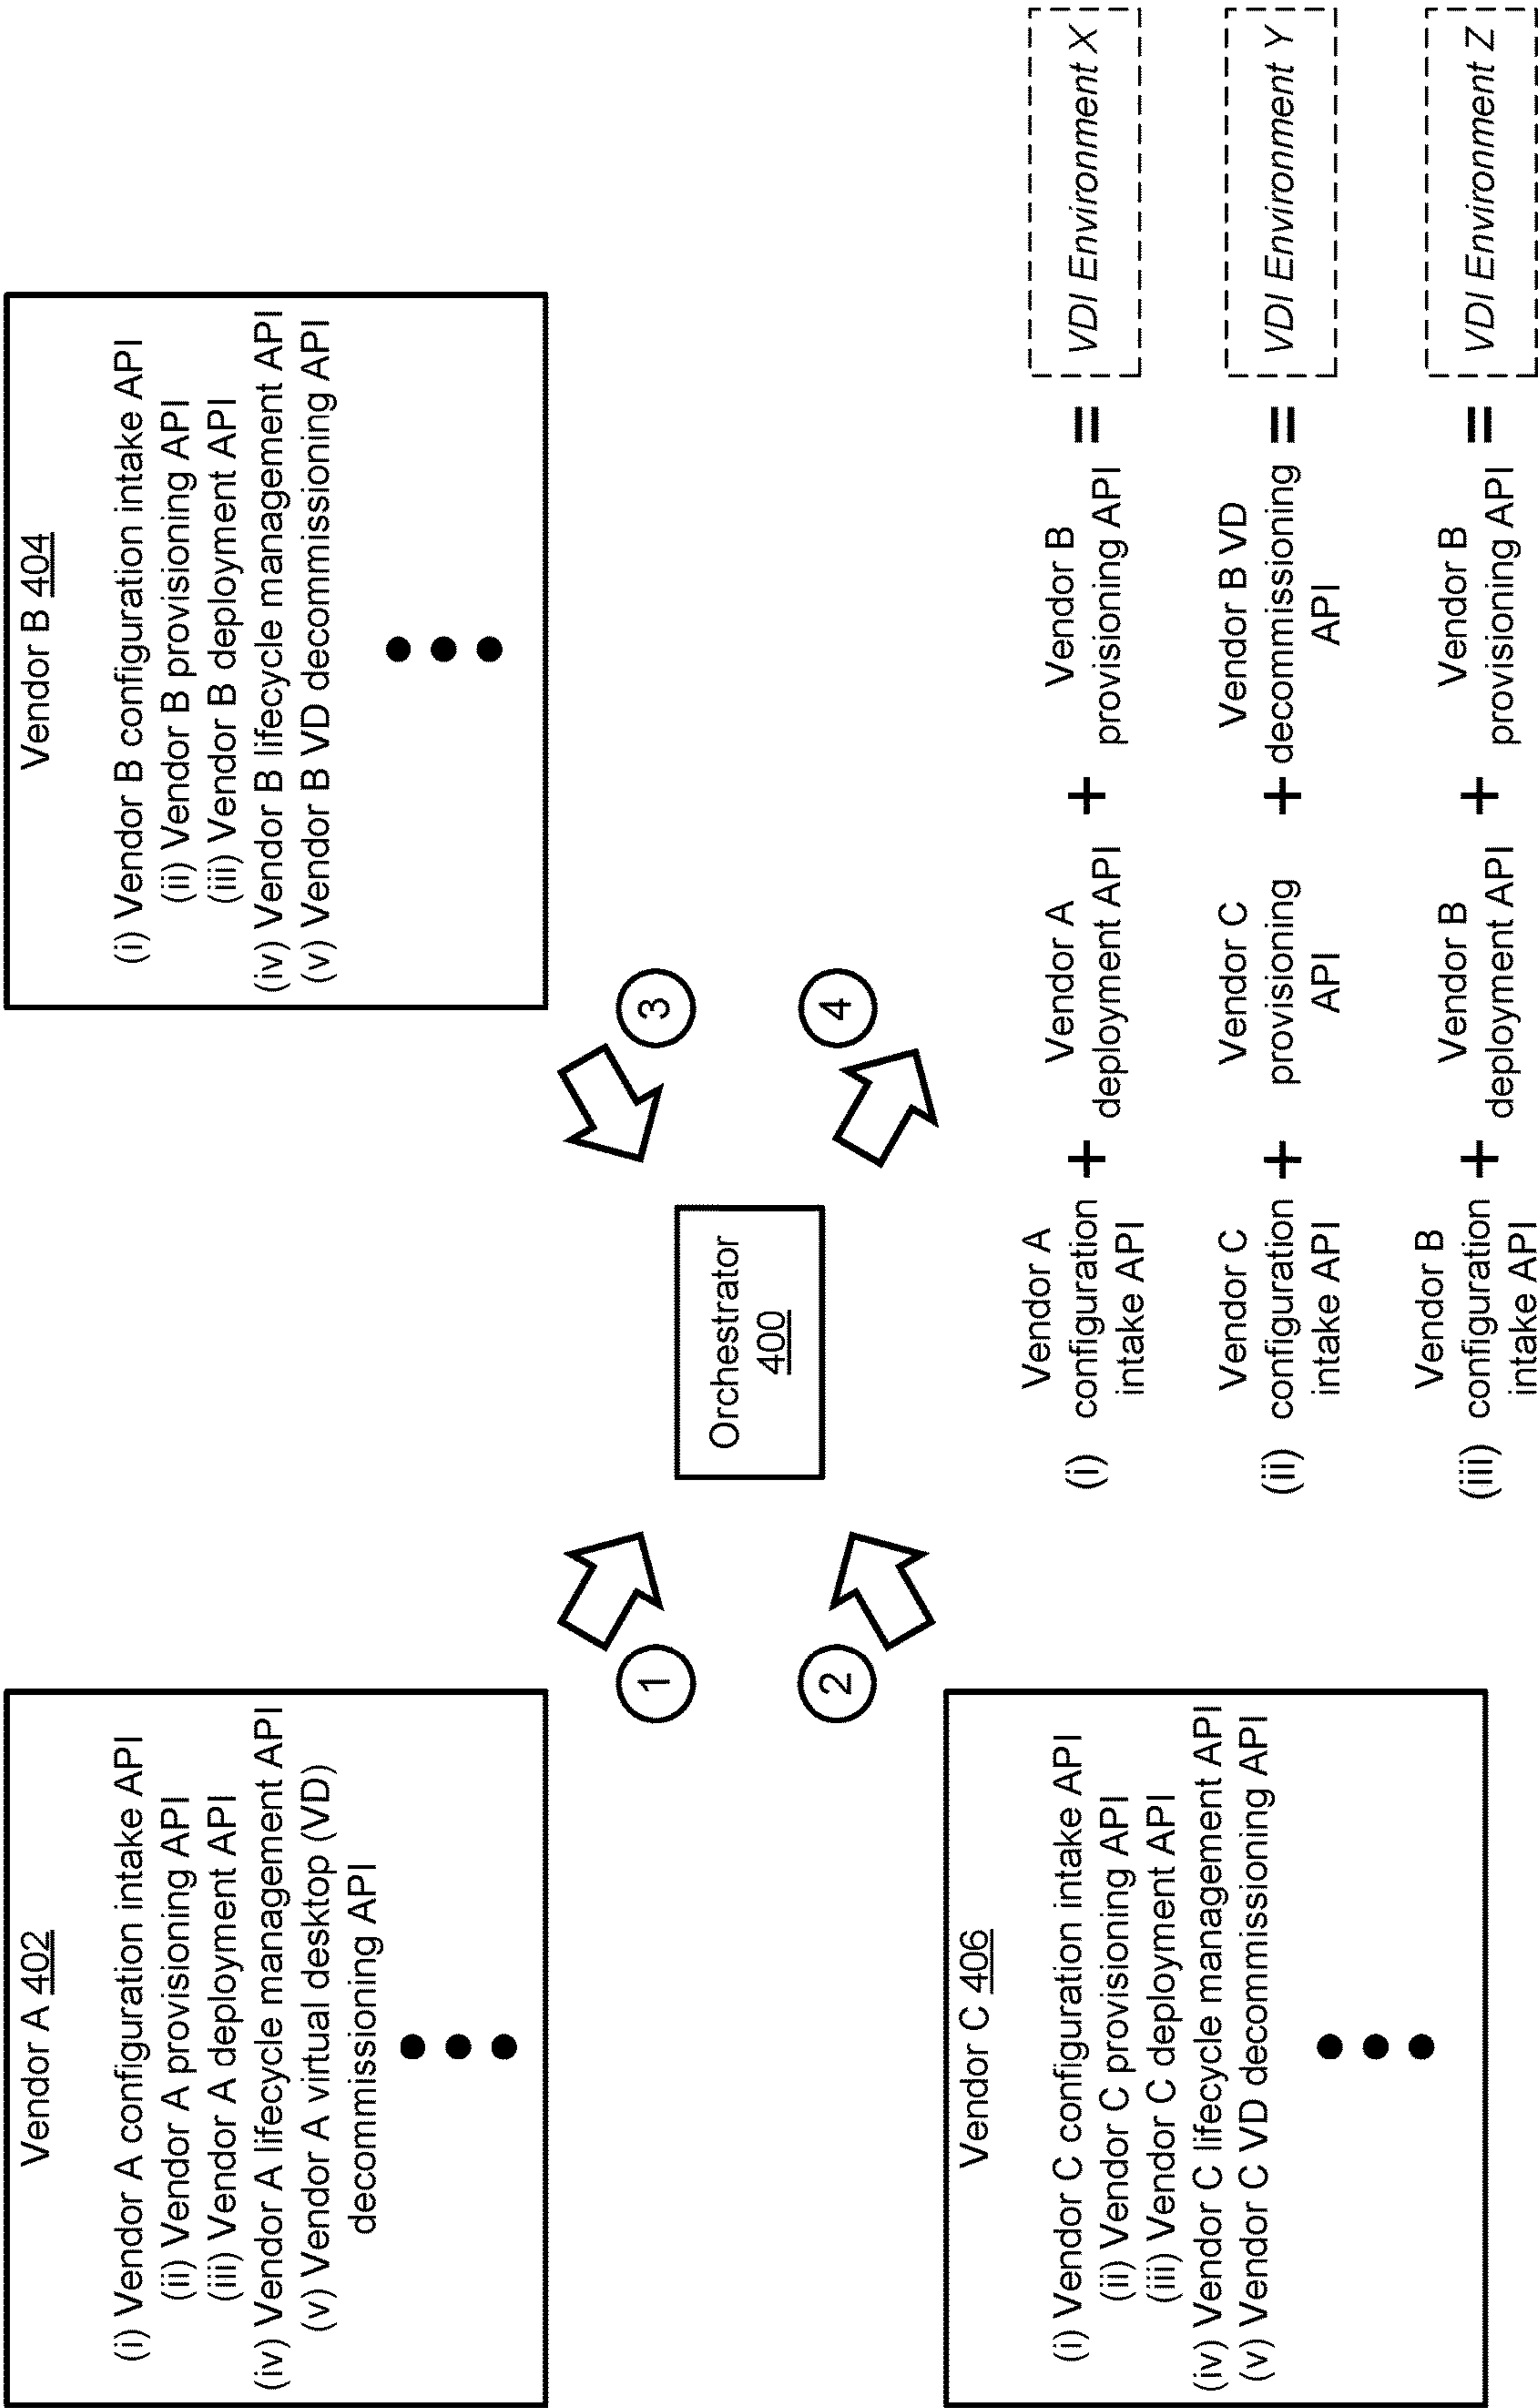 Vendor A 402
(i) Vendor A configuration intake API
(ii) Vendor A provisioning API
(iii) Vendor A deployment API
(iv) Vendor A lifecycle management API
(v) Vendor A virtual desktop (VD)
decommissioning API
Vendor B 404
(i) Vendor B configuration intake API
(ii) Vendor B provisioning API
(iii) Vendor B deployment API
(iv) Vendor B lifecycle management API
(v) Vendor B VD decommissioning API
1
3
Orchestrator
400
2
4
Vendor C 406
(i) Vendor C configuration intake API
(ii) Vendor C provisioning API
(iii) Vendor C deployment API
(iv) Vendor C lifecycle management API
(v) Vendor C VD decommissioning API
Vendor A Vendor A Vendor B
(i) configuration + deployment API + provisioning API = VDI Environment X
intake API
Vendor C Vendor C Vendor B VD
(ii) configuration + provisioning + decommissioning = VDI Environment Y
intake API API API
Vendor B Vendor B Vendor B
(iii) configuration + deployment API + provisioning API = VDI Environment Z
intake API